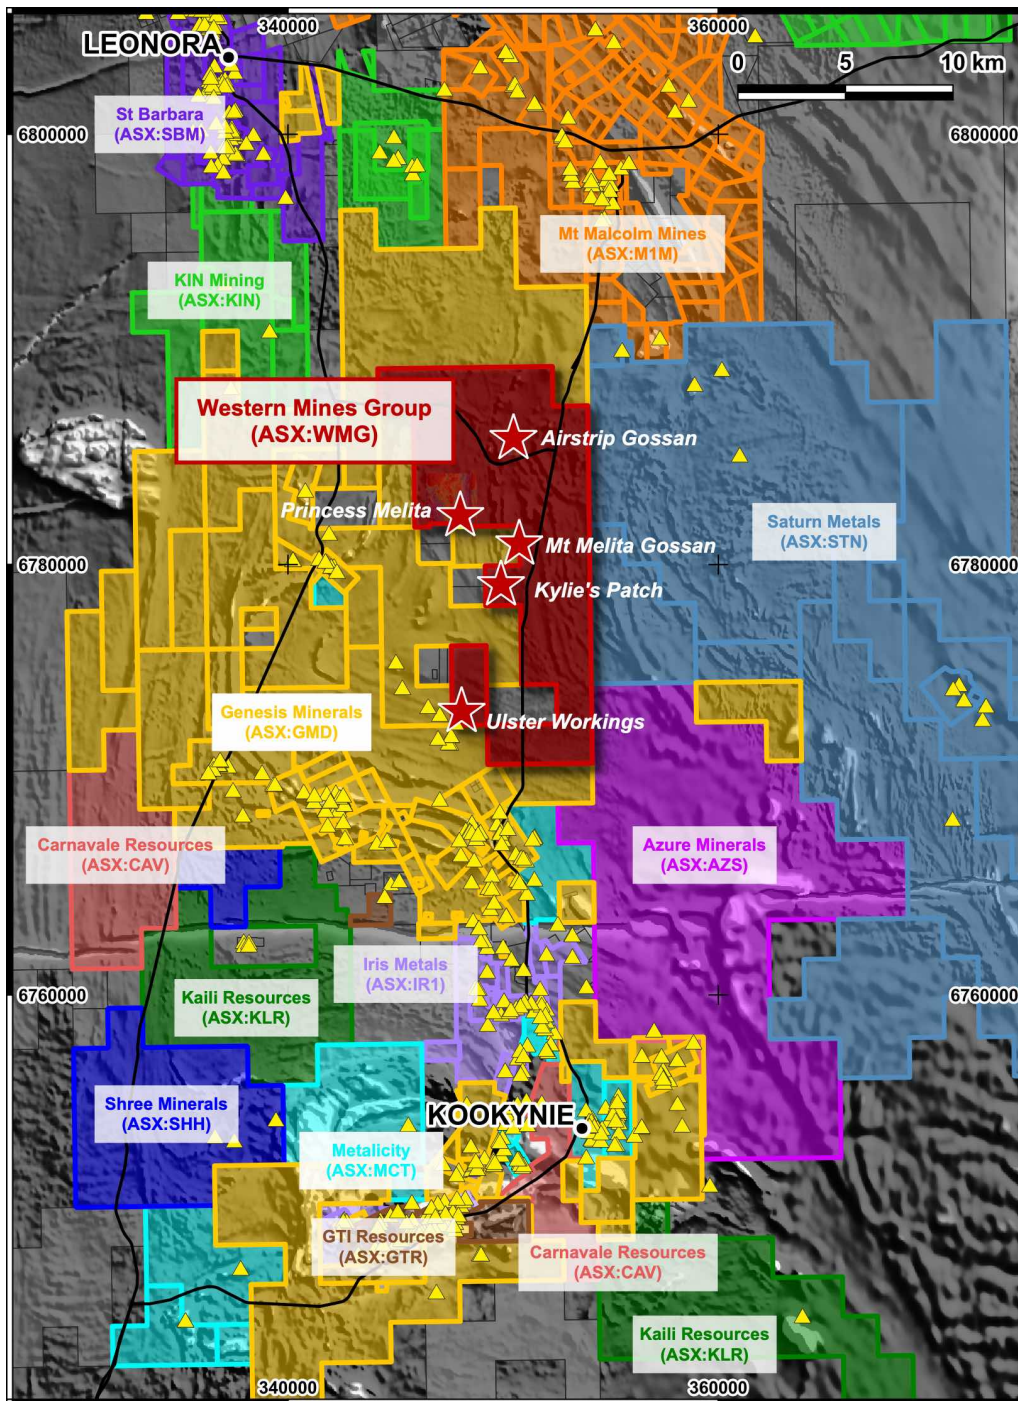 340000
360000
LEONORA
0
5
10 km
St Barbara
(ASX:SBM)
6800000
6800000
Mt Malcolm Mines
(ASX:M1M)
KIN Mining
(ASX:KIN)
Western Mines Group
(ASX:WMG)
Airstrip Gossan
Princess Melita
Saturn Metals
(ASX:STN)
Mt Melita Gossan
6780000
6780000
Kylie's Patch
Genesis Minerals
(ASX:GMD)
Ulster Workings
Carnavale Resources
(ASX:CAV)
Azure Minerals
(ASX:AZS)
Iris Metals
(ASX:IR1)
6760000
6760000
Kaili Resources
(ASX:KLR)
Shree Minerals
(ASX:SHH)
KOOKYNIE
Metalicity
(ASX:MCT)
GTI Resources
(ASX:GTR)
Carnavale Resources
(ASX:CAV)
Kaili Resources
(ASX:KLR)
340000
360000